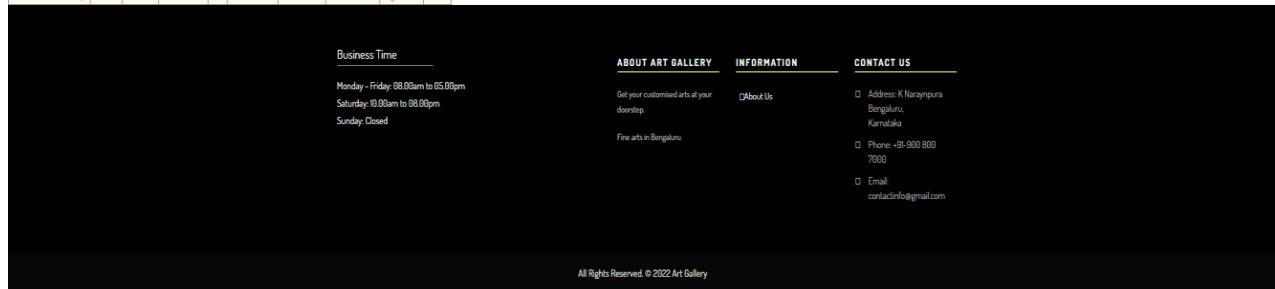 Business Time
Monday - Friday: 08.00am to 05.00pm
Saturday: 10.00am to 08.00pm
Sunday: Closed
ABOUT ART GALLERY
Get your customised arts at your
doorstep.
Fine arts in Bengaluru.
INFORMATION
About Us
CONTACT US
Address: K Naraynpura
Bengaluru,
Karnataka
Phone: +91-900 800
7000
Email:
contactinfo@gmail.com
All Rights Reserved. © 2022 Art Gallery